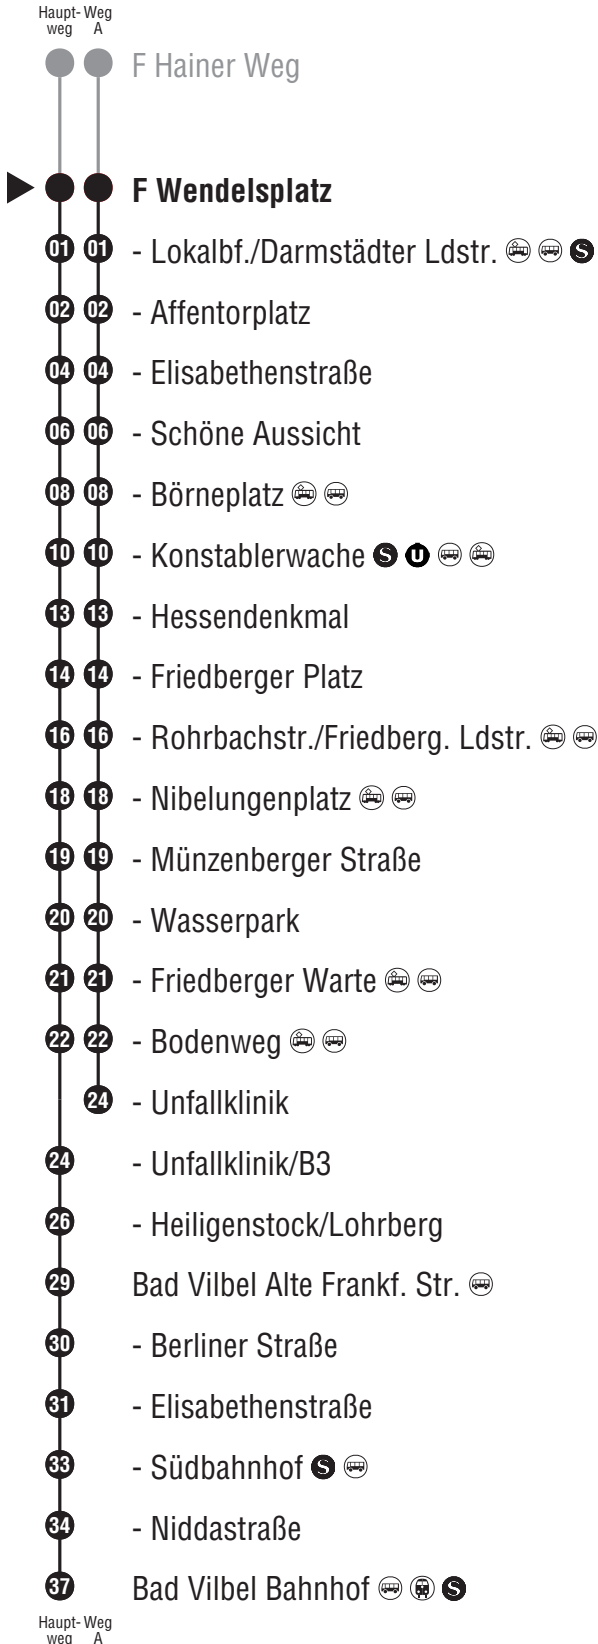 Haupt- Weg
weg A
F Hainer Weg
F Wendelsplatz
01 01 - Lokalbf./Darmstädter Ldstr. S
02 02 - Affentorplatz
04 04 - Elisabethenstraße
06 06 - Schöne Aussicht
08 08 - Börneplatz
10 10 - Konstablerwache S U
13 13 - Hessendenkmal
14 14 - Friedberger Platz
16 16 - Rohrbachstr./Friedberg. Ldstr.
18 18 - Nibelungenplatz
19 19 - Münzenberger Straße
20 20 - Wasserpark
21 21 - Friedberger Warte
22 22 - Bodenweg
24 - Unfallklinik
24 - Unfallklinik/B3
26 - Heiligenstock/Lohrberg
29 Bad Vilbel Alte Frankf. Str.
30 - Berliner Straße
31 - Elisabethenstraße
33 - Südbahnhof S
34 - Niddastraße
37 Bad Vilbel Bahnhof S
Haupt- Weg
weg A